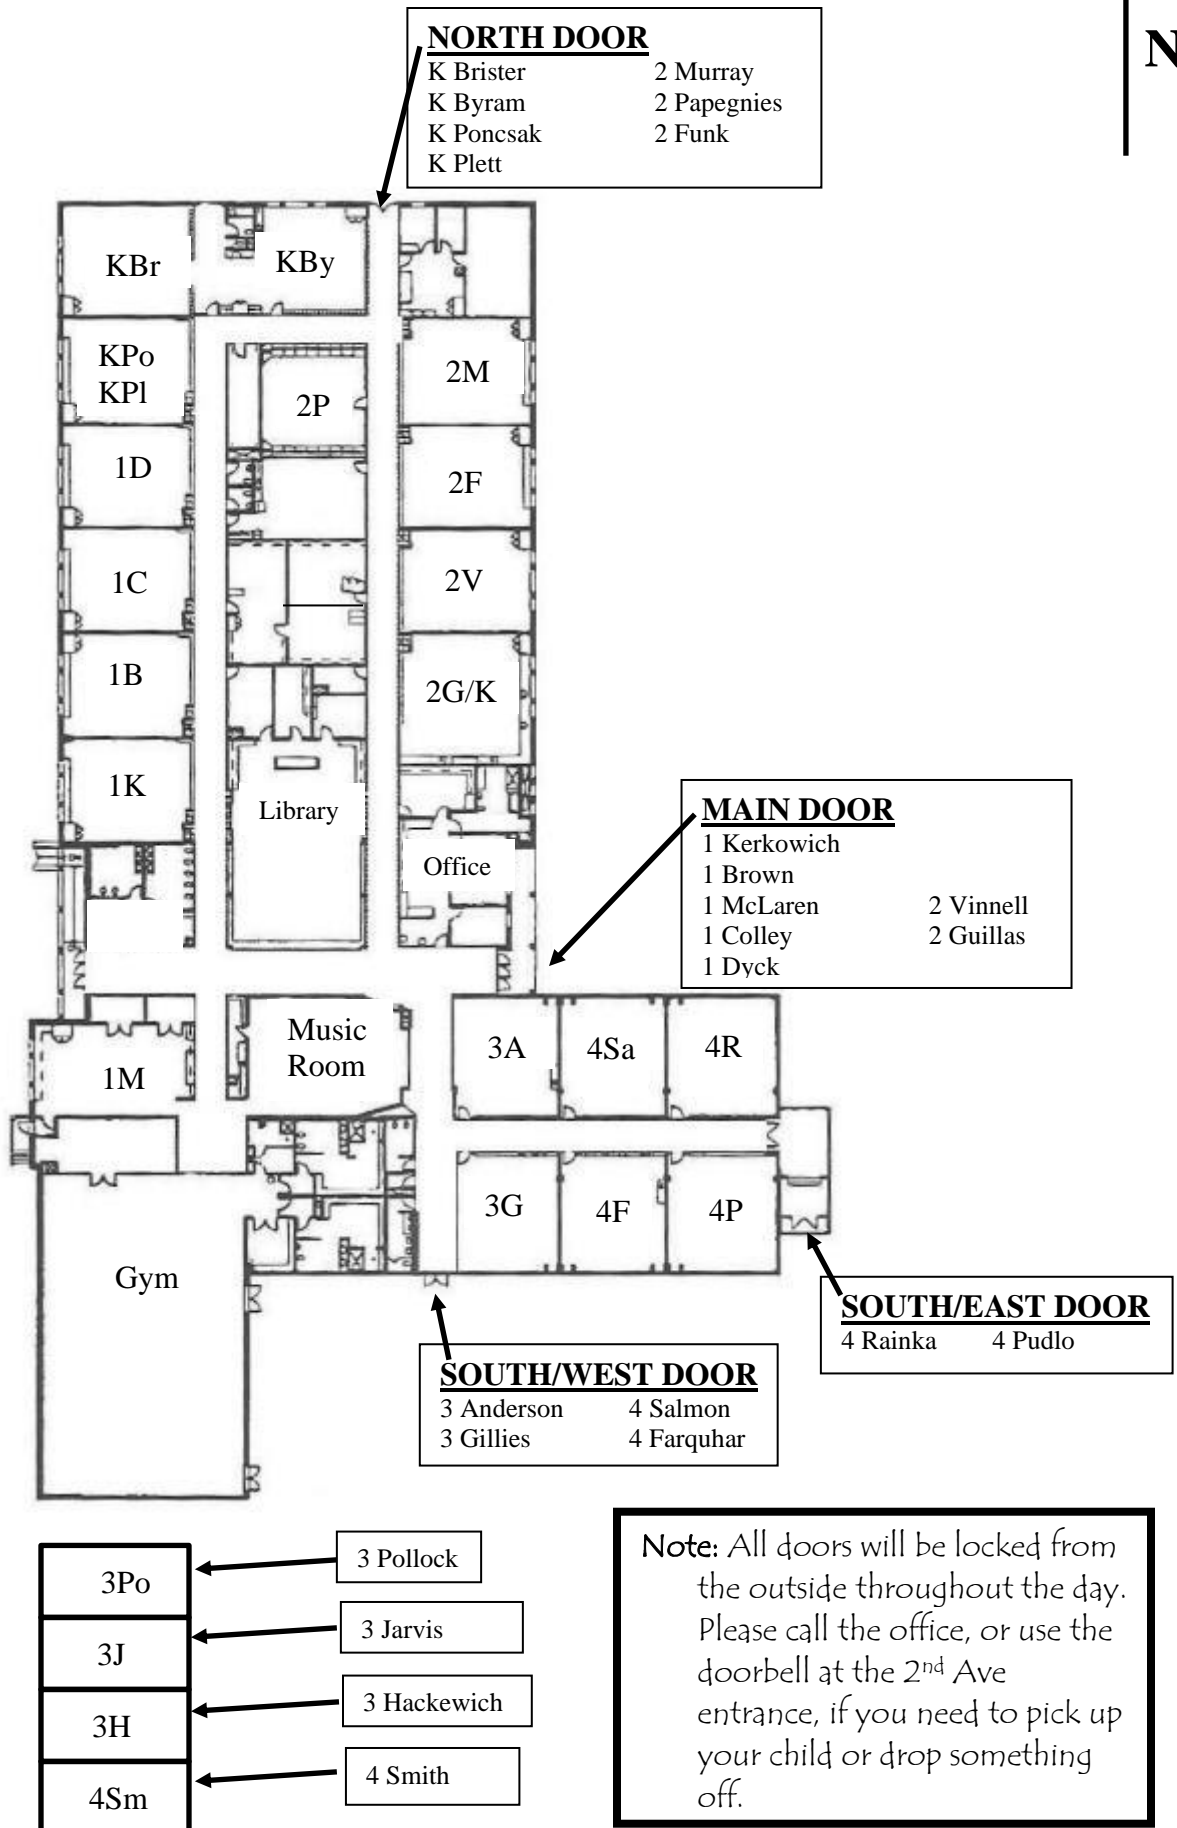 N
NORTH DOOR
K Brister 2 Murray
K Byram 2 Papegnies
K Poncsak 2 Funk
K Plett
KBr
KBy
KPo
KPl
2P
2M
1D
2F
1C
2V
1B
2G/K
1K
Library
Office
MAIN DOOR
1 Kerkowich
1 Brown
1 McLaren 2 Vinnell
1 Colley 2 Guillas
1 Dyck
Music
Room
1M
3A
4Sa
4R
3G
4F
4P
Gym
SOUTH/EAST DOOR
4 Rainka 4 Pudlo
SOUTH/WEST DOOR
3 Anderson 4 Salmon
3 Gillies 4 Farquhar
3Po
3 Pollock
3J
3 Jarvis
3H
3 Hackewich
4Sm
4 Smith
Note: All doors will be locked from
the outside throughout the day.
Please call the office, or use the
doorbell at the 2nd Ave
entrance, if you need to pick up
your child or drop something
off.